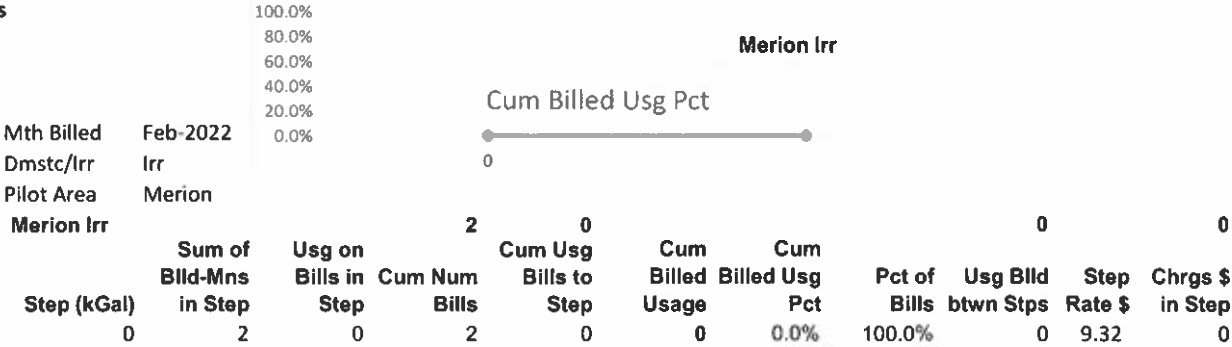 s
100.0%
80.0%
Merion Irr
60.0%
40.0%
Cum Billed Usg Pct
20.0%
Mth Billed Feb-2022 0.0%
Dmstc/Irr Irr 0
Pilot Area Merion
Merion Irr 2 0 0 0
Sum of Usg on Cum Usg Cum Cum
Blld-Mns Bills in Cum Num Bills to Billed Billed Usg Pct of Usg Blld Step Chrgs $
Step (kGal) in Step Step Bills Step Usage Pct Bills btwn Stps Rate $ in Step
0 2 0 2 0 0 0.0% 100.0% 0 9.32 0